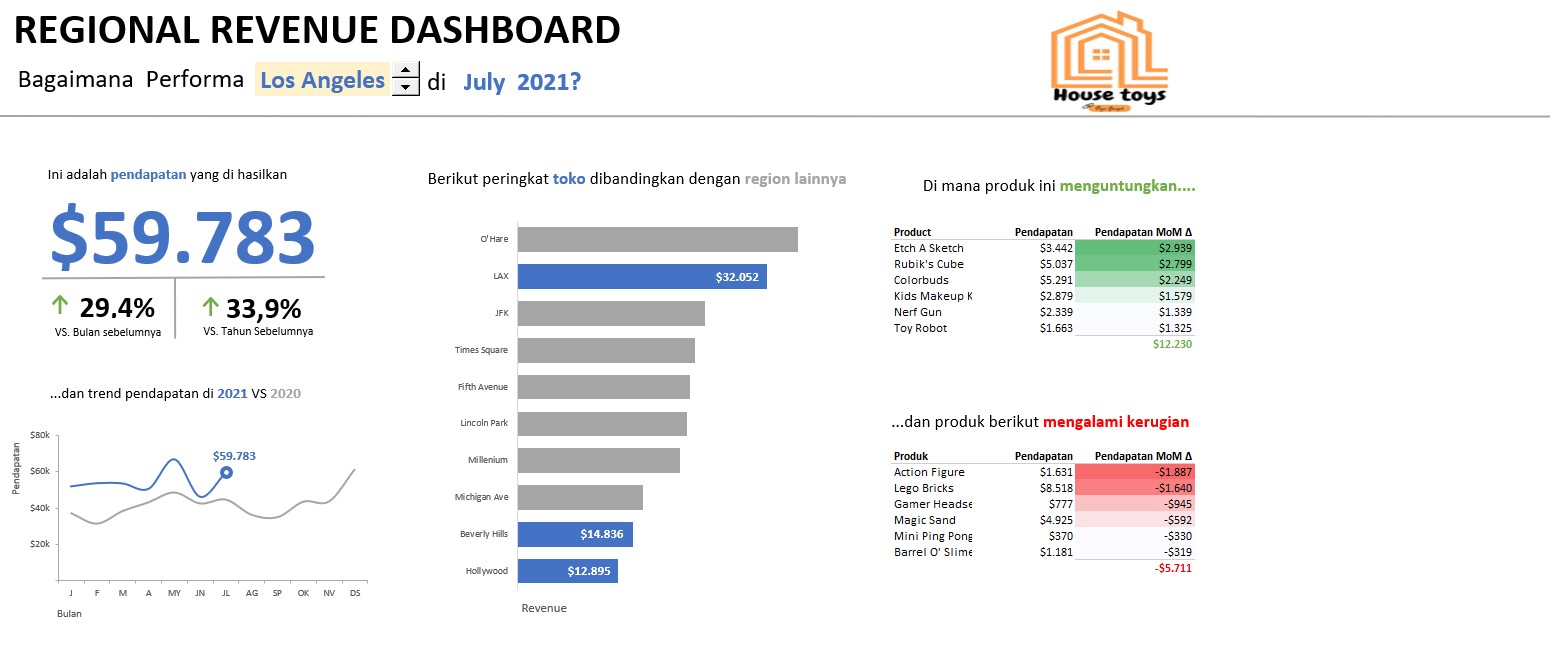 REGIONAL REVENUE DASHBOARD
Bagaimana Performa Los Angeles di July 2021?
House toys
Ini adalah pendapatan yang di hasilkan
$59.783
29.4% 33,9%
VS. Bulan sebelumnya VS. Tahun Sebelumnya
...dan trend pendapatan di 2021 VS 2020
Pendapatan
$80k
$60k
$40k
$20k
$59.783
J F M A MY JN JL AG SP OK NV DS
Bulan
Berikut peringkat toko dibandingkan dengan region lainnya
O'Hare
LAX $32.052
JFK
Times Square
Fifth Avenue
Lincoln Park
Millenium
Michigan Ave
Beverly Hills $14.836
Hollywood $12.895
Revenue
Di mana produk ini menguntungkan....
Product Pendapatan Pendapatan MoM Δ
Etch A Sketch $3.442 $2.939
Rubik's Cube $5.037 $2.799
Colorbuds $5.291 $2.249
Kids Makeup K $2.879 $1.579
Nerf Gun $2.339 $1.339
Toy Robot $1.663 $1.325
$12.230
...dan produk berikut mengalami kerugian
Produk Pendapatan Pendapatan MoM Δ
Action Figure $1.631 -$1.887
Lego Bricks $8.518 -$1.640
Gamer Headse $777 -$945
Magic Sand $4.925 -$592
Mini Ping Pong $370 -$330
Barrel O' Slime $1.181 -$319
-$5.711